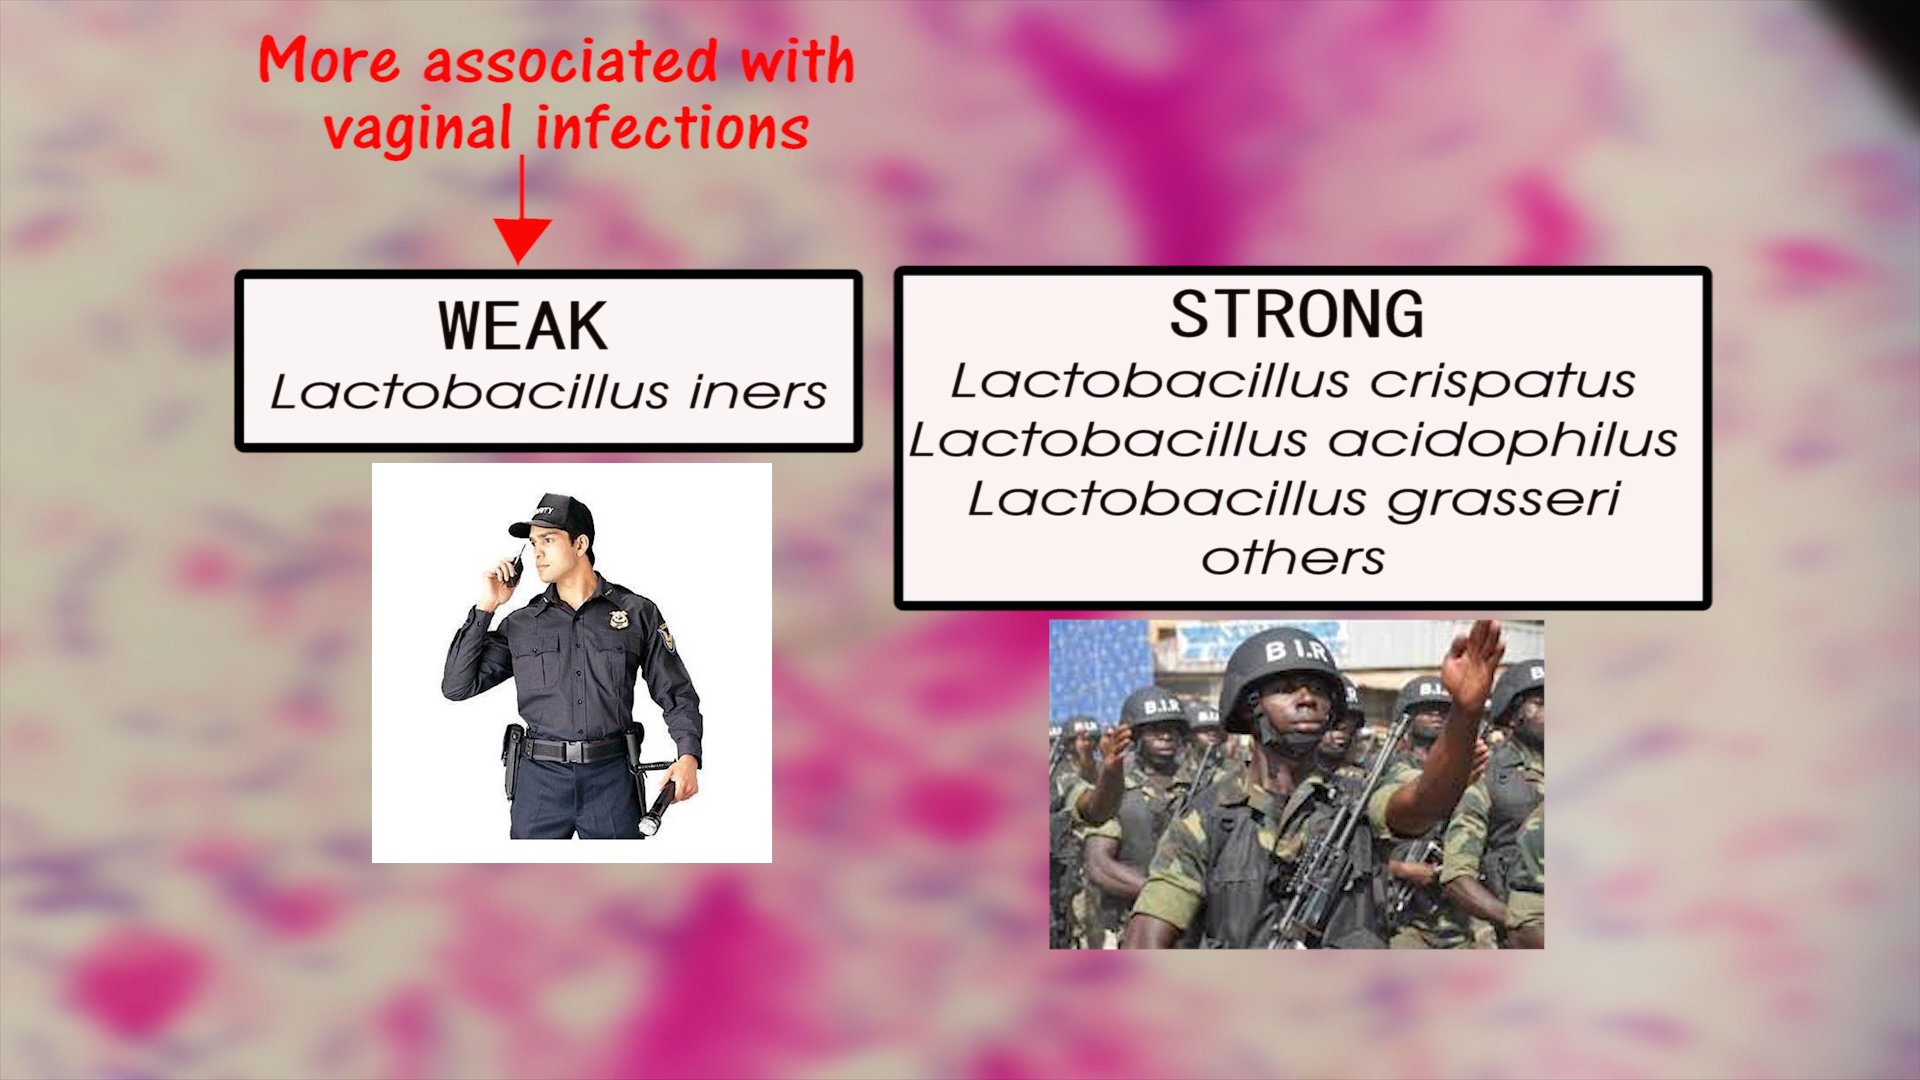 More associated with
vaginal infections
WEAK
Lactobacillus iners
STRONG
Lactobacillus crispatus
Lactobacillus acidophilus
Lactobacillus grasseri
others
B I.R
B.I.R